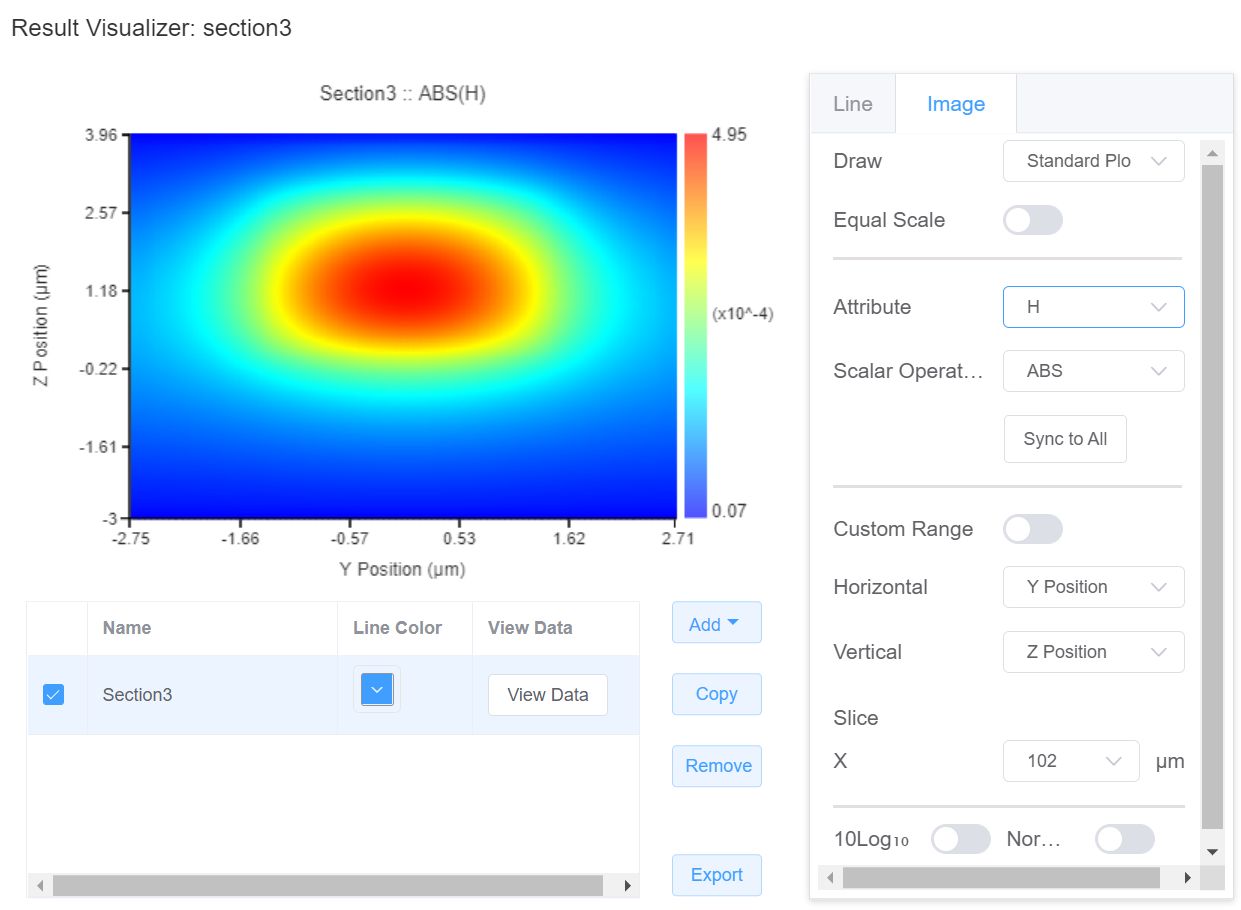 Result Visualizer: section3
Section3 :: ABS(H)
3.96
2.57
1.18
-0.22
-1.61
-3
Z Position (μm)
-2.75 -1.66 -0.57 0.53 1.62 2.71
Y Position (μm)
4.95
(x10^-4)
0.07
Name Line Color View Data
Section3 View Data
Add
Copy
Remove
Export
Line Image
Draw Standard Plo
Equal Scale
Attribute H
Scalar Operat... ABS
Sync to All
Custom Range
Horizontal Y Position
Vertical Z Position
Slice
X 102 μm
10Log₁₀ Nor...